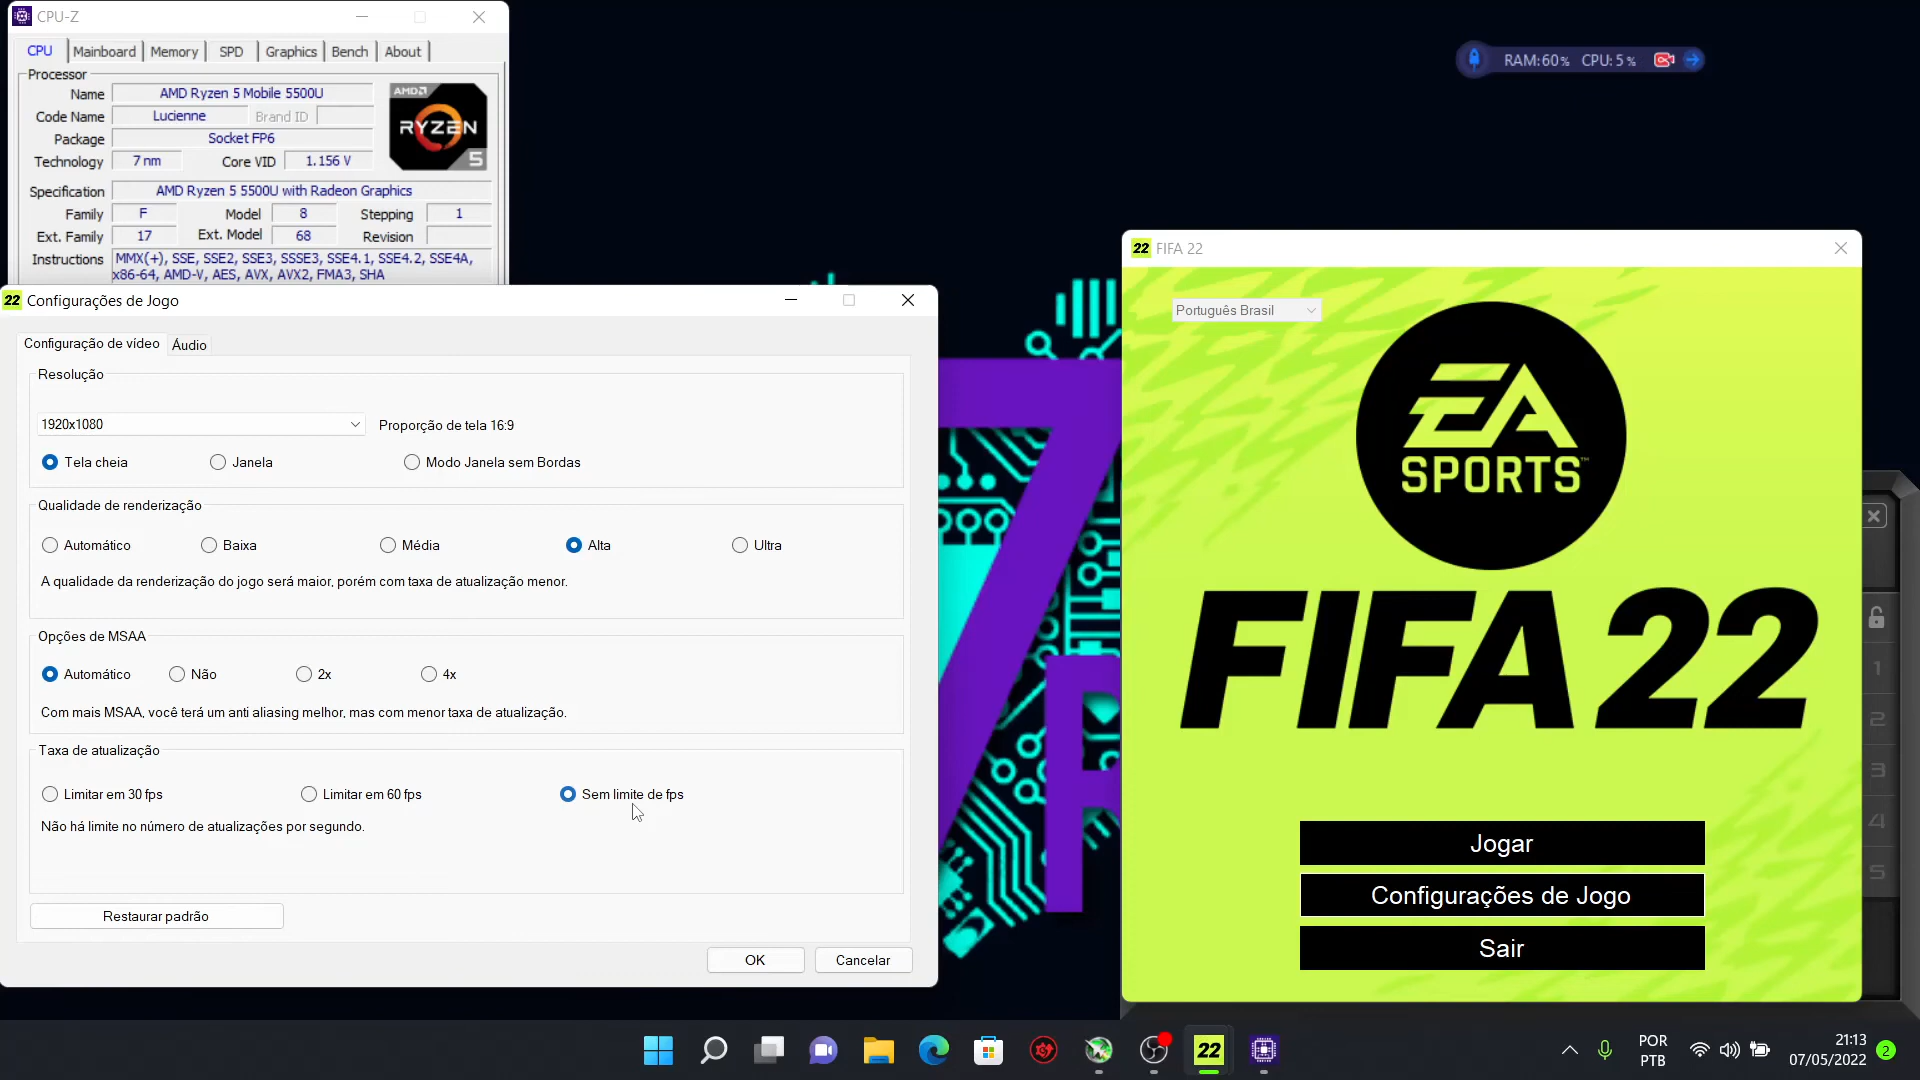 CPU-Z
CPU Mainboard Memory SPD Graphics Bench About
Processor
Name AMD Ryzen 5 Mobile 5500U
Code Name Lucienne Brand ID
Package Socket FP6
Technology 7 nm Core VID 1.156 V
AMD
RYZEN
5
Specification AMD Ryzen 5 5500U with Radeon Graphics
Family F Model 8 Stepping 1
Ext. Family 17 Ext. Model 68 Revision
Instructions MMX(+), SSE, SSE2, SSE3, SSSE3, SSE4.1, SSE4.2, SSE4A,
x86-64, AMD-V, AES, AVX, AVX2, FMA3, SHA
RAM:60% CPU:5%
22 Configurações de Jogo
Configuração de vídeo Áudio
Resolução
1920x1080 Proporção de tela 16:9
Tela cheia Janela Modo Janela sem Bordas
Qualidade de renderização
Automático Baixa Média Alta Ultra
A qualidade da renderização do jogo será maior, porém com taxa de atualização menor.
Opções de MSAA
Automático Não 2x 4x
Com mais MSAA, você terá um anti aliasing melhor, mas com menor taxa de atualização.
Taxa de atualização
Limitar em 30 fps Limitar em 60 fps Sem limite de fps
Não há limite no número de atualizações por segundo.
Restaurar padrão
OK Cancelar
22 FIFA 22
Português Brasil
EA
SPORTS™
FIFA 22
Jogar
Configurações de Jogo
Sair
1
2
3
4
5
22
POR
PTB
21:13
07/05/2022
2